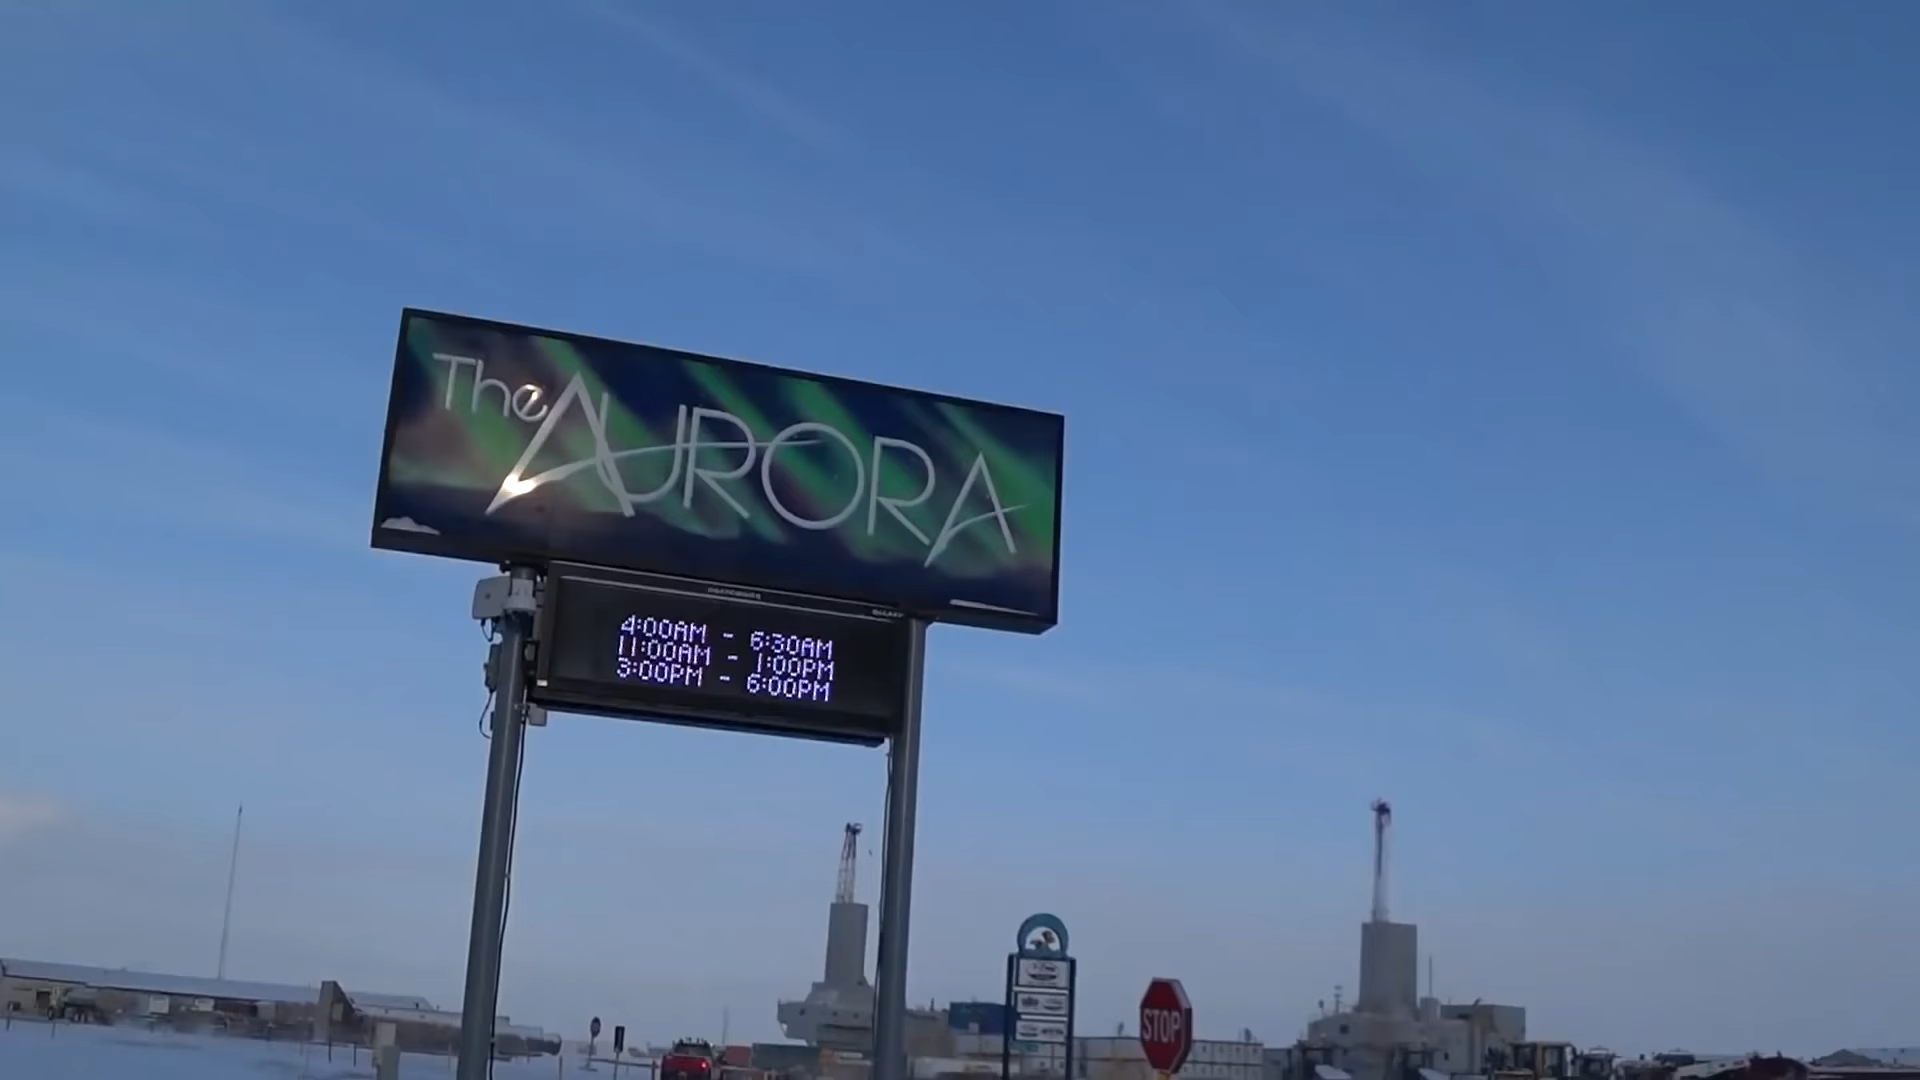 The AURORA
4:00AM - 6:30AM
11:00AM - 1:00PM
3:00PM - 6:00PM
STOP